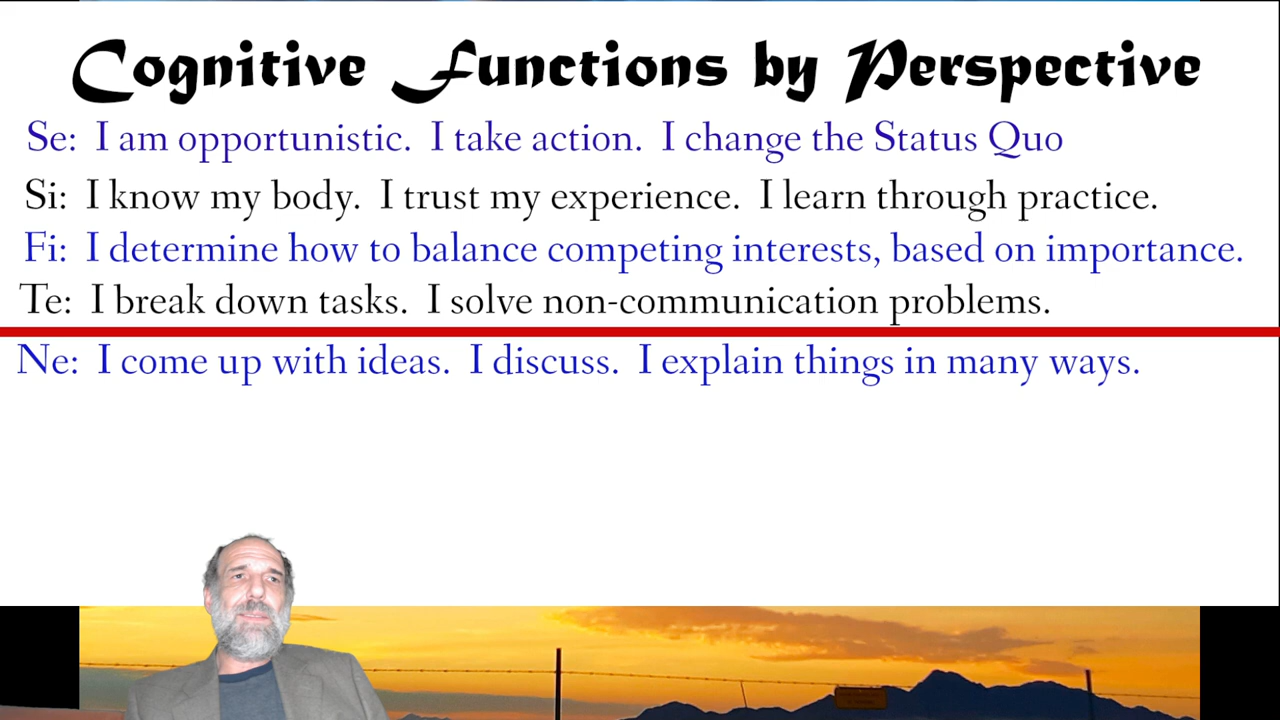 Cognitive Functions by Perspective
Se: I am opportunistic. I take action. I change the Status Quo
Si: I know my body. I trust my experience. I learn through practice.
Fi: I determine how to balance competing interests, based on importance.
Te: I break down tasks. I solve non-communication problems.
Ne: I come up with ideas. I discuss. I explain things in many ways.